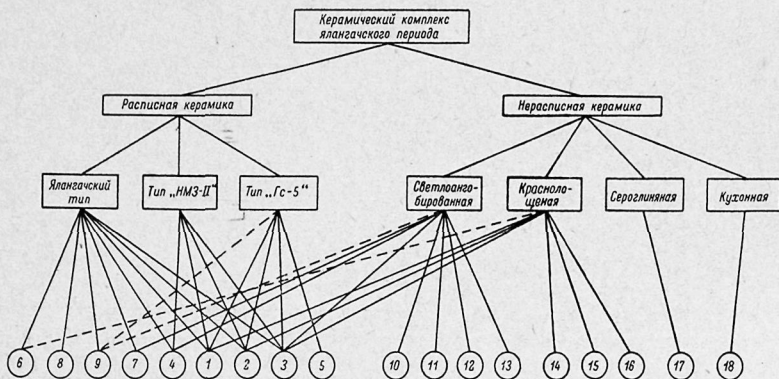 Керамический комплекс
ялангачского периода
Расписная керамика
Нерасписная керамика
Ялангачский
тип
Тип „НМЗ-II“
Тип „Гс-5“
Светлоанго-
бированная
Краснолo-
щеная
Сероглиняная
Кухонная
6 8 9 7 4 1 2 3 5 10 11 12 13 14 15 16 17 18